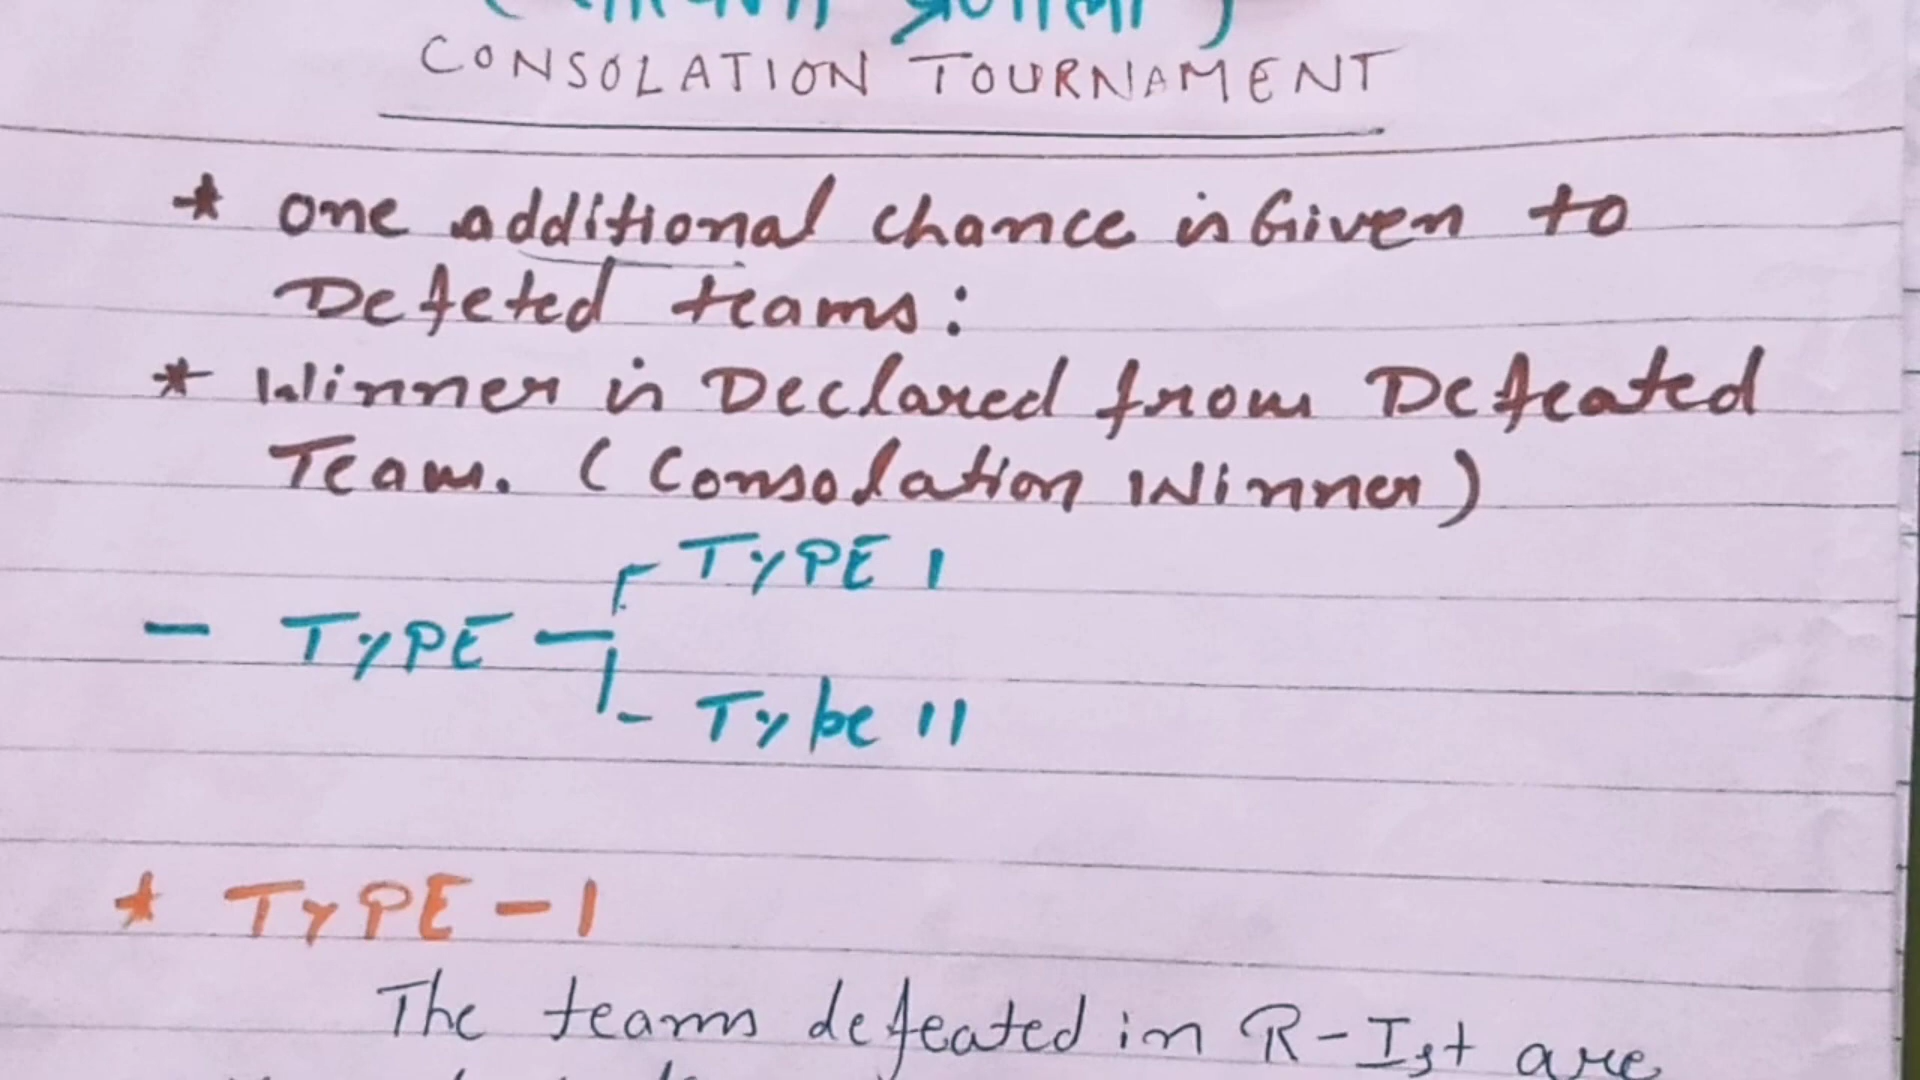 CONSOLATION TOURNAMENT
* One additional chance is Given to
Defeted teams:
* Winner is Declared from Defeated
Team. (Consolation Winner)
TYPE I
- TYPE -
- Type II
* TYPE-1
The teams defeated in R-Ist are